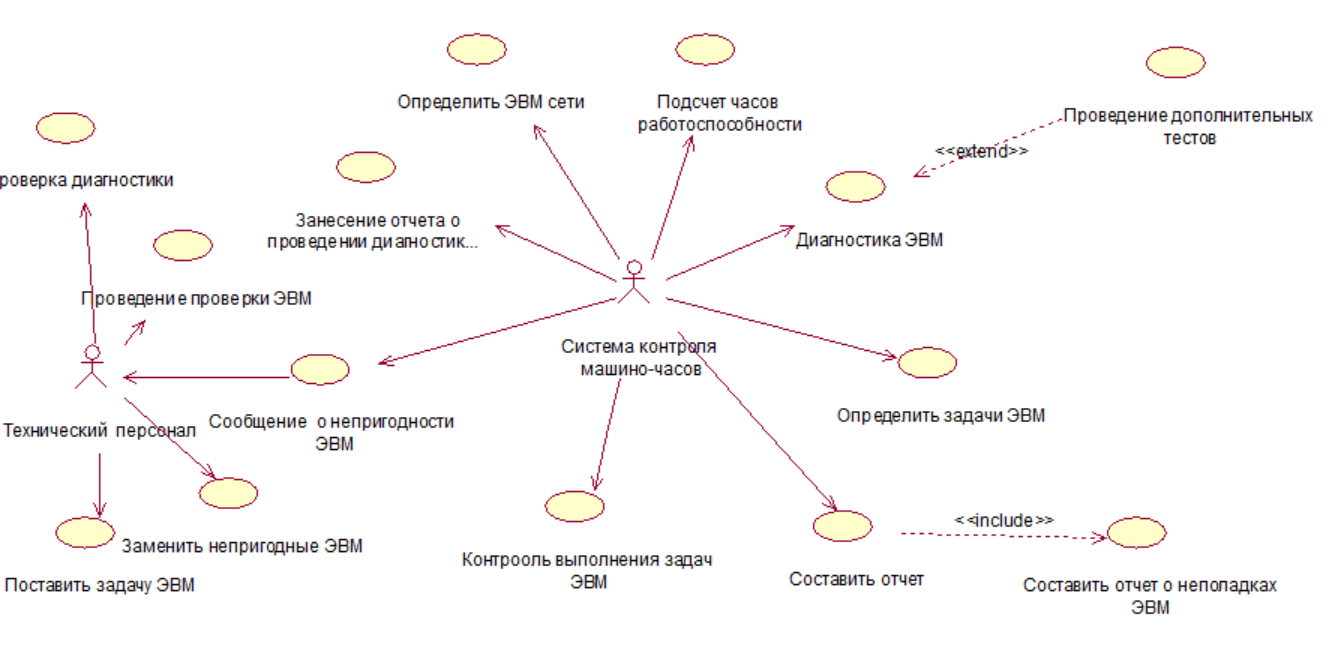 Определить ЭВМ сети
Подсчет часов
работоспособности
Проведение дополнительных
тестов
<<extend>>
роверка диагностики
Занесение отчета о
проведении диагностик...
Диагностика ЭВМ
Проведение проверки ЭВМ
Система контроля
машино-часов
Определить задачи ЭВМ
Технический персонал
Сообщение о непригодности
ЭВМ
Заменить непригодные ЭВМ
Поставить задачу ЭВМ
Контрооль выполнения задач
ЭВМ
Составить отчет
<<include>>
Составить отчет о неполадках
ЭВМ